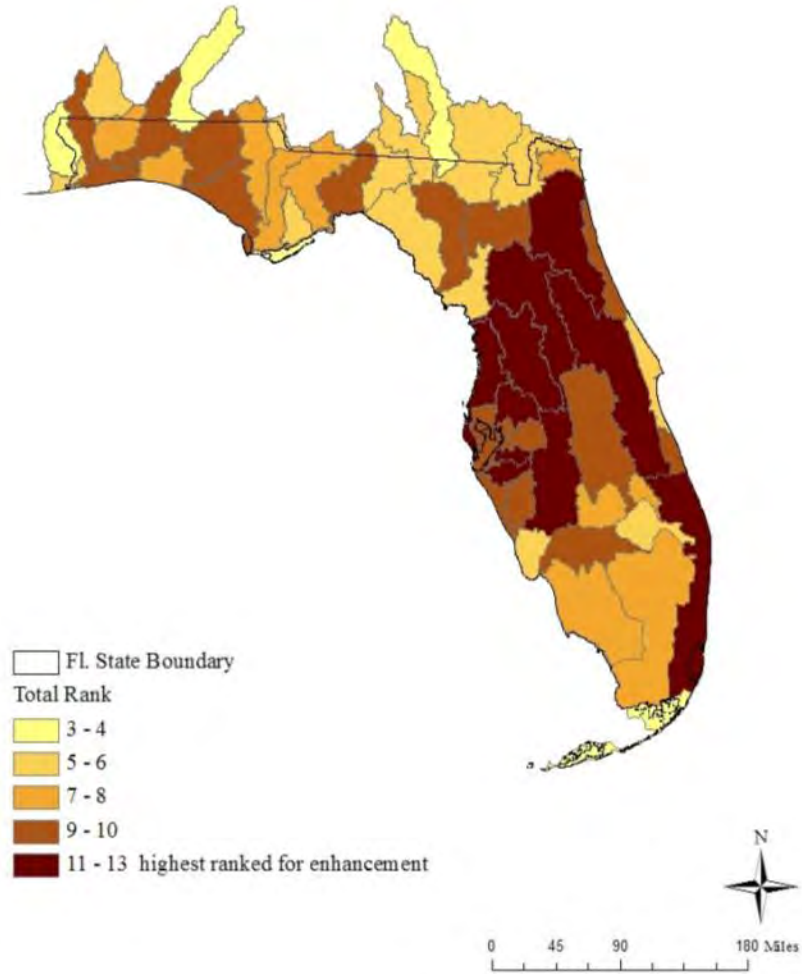 Fl. State Boundary
Total Rank
3 - 4
5 - 6
7 - 8
9 - 10
11 - 13 highest ranked for enhancement
N
0 45 90 180 Miles